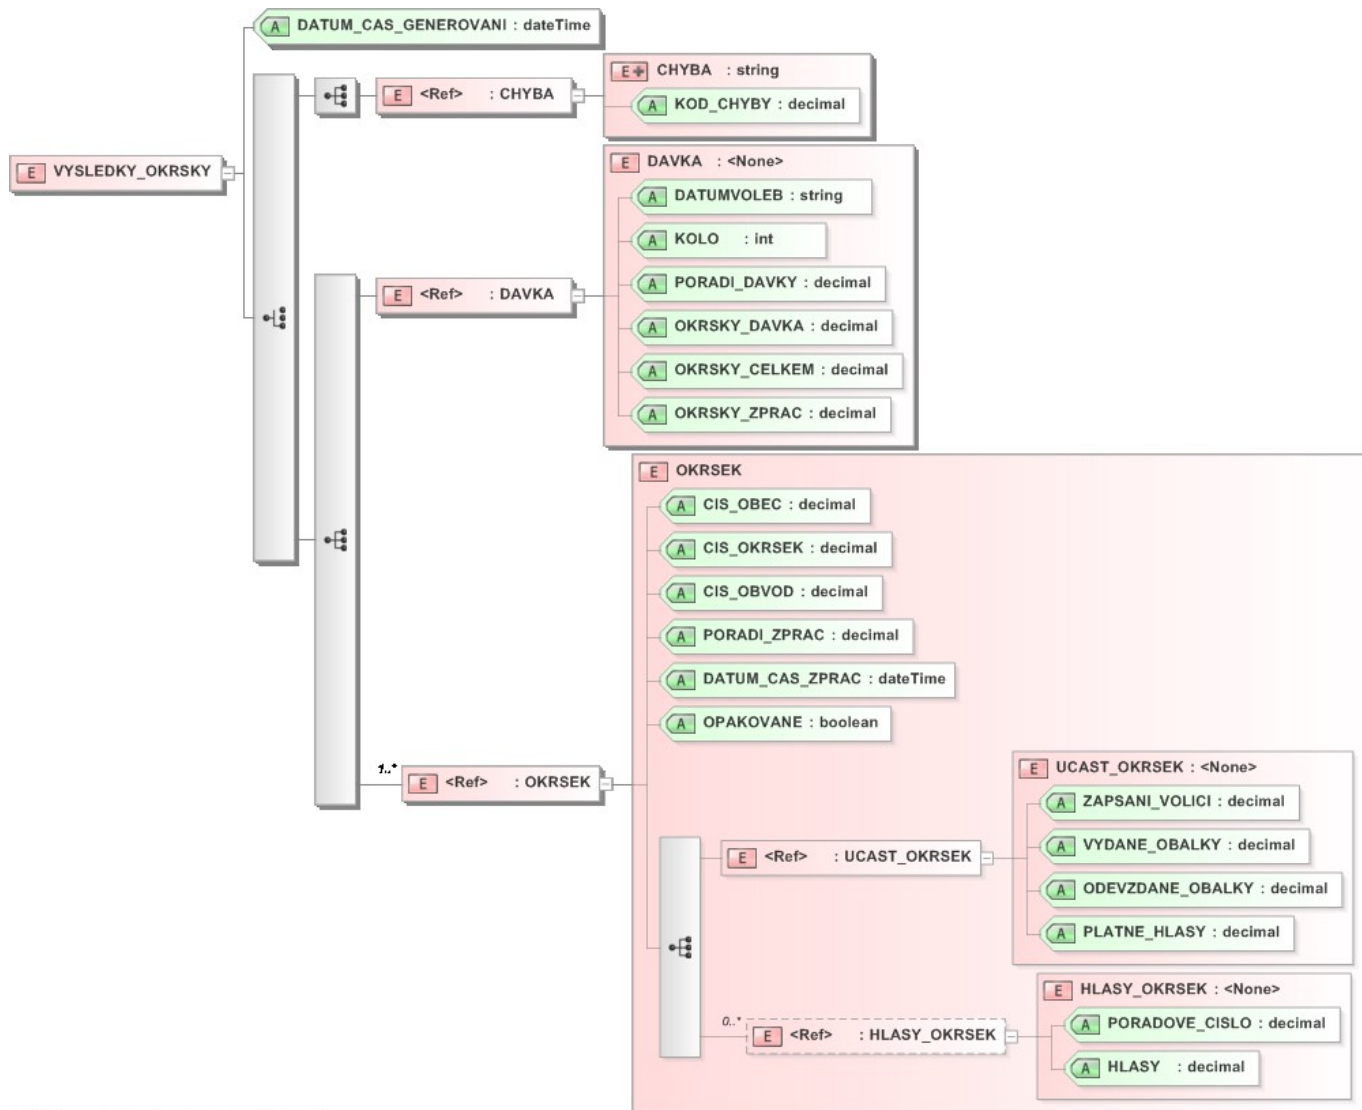 A DATUM_CAS_GENEROVANI : dateTime
E CHYBA : string
E <Ref> : CHYBA
A KOD_CHYBY : decimal
E VYSLEDKY_OKRSKY
E DAVKA : <None>
A DATUMVOLEB : string
A KOLO : int
E <Ref> : DAVKA
A PORADI_DAVKY : decimal
A OKRSKY_DAVKA : decimal
A OKRSKY_CELKEM : decimal
A OKRSKY_ZPRAC : decimal
E OKRSEK
A CIS_OBEC : decimal
A CIS_OKRSEK : decimal
A CIS_OBVOD : decimal
A PORADI_ZPRAC : decimal
A DATUM_CAS_ZPRAC : dateTime
A OPAKOVANE : boolean
1..*
E <Ref> : OKRSEK
E UCAST_OKRSEK : <None>
A ZAPSANI_VOLICI : decimal
A VYDANE_OBALKY : decimal
E <Ref> : UCAST_OKRSEK
A ODEVZDANE_OBALKY : decimal
A PLATNE_HLASY : decimal
E HLASY_OKRSEK : <None>
0..*
E <Ref> : HLASY_OKRSEK
A PORADOVE_CISLO : decimal
A HLASY : decimal